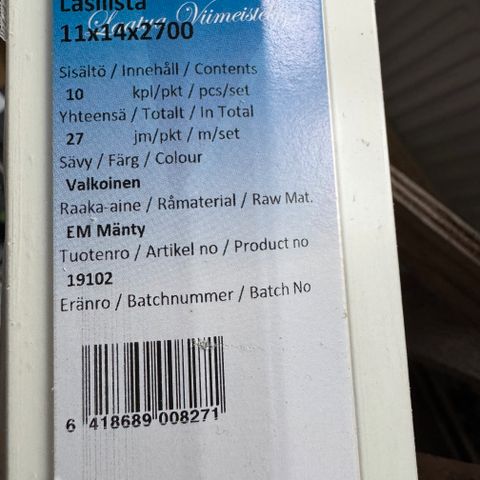 Lasilista
11x14x2700
Sisältö / Innehåll / Contents
10 kpl/pkt / pcs/set
Yhteensä / Totalt / In Total
27 jm/pkt / m/set
Sävy / Färg / Colour
Valkoinen
Raaka-aine / Råmaterial / Raw Mat.
EM Mänty
Tuotenro / Artikel no / Product no
19102
Eränro / Batchnummer / Batch No
6 418689 008271